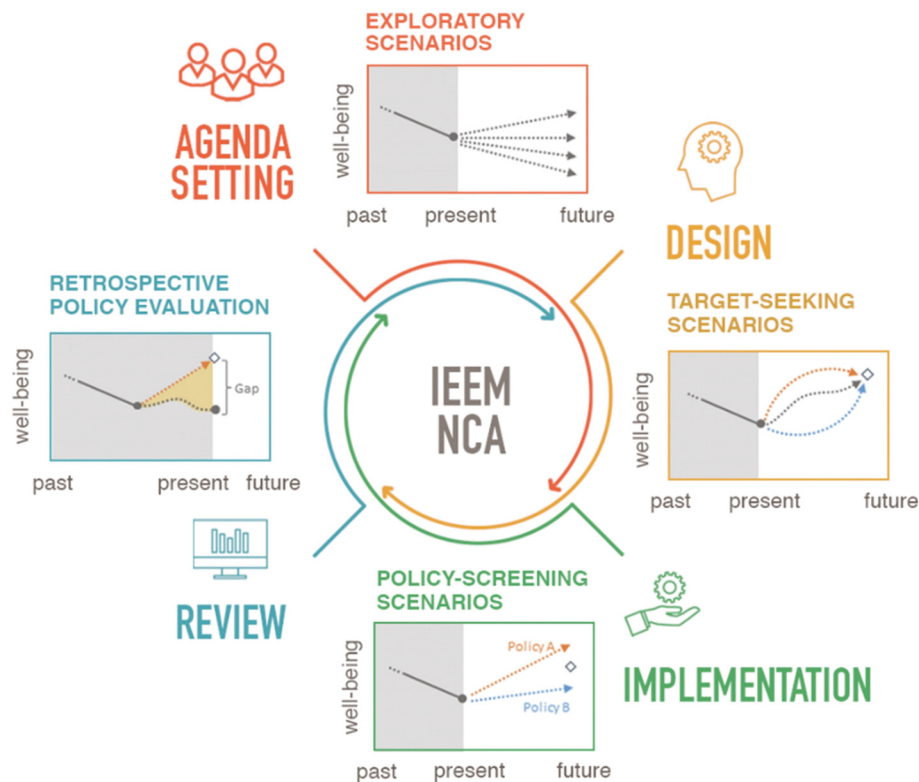 EXPLORATORY
SCENARIOS
well-being
past present future
AGENDA
SETTING
DESIGN
TARGET-SEEKING
SCENARIOS
well-being
past present future
RETROSPECTIVE
POLICY EVALUATION
well-being
Gap
past present future
IEEM
NCA
REVIEW
POLICY-SCREENING
SCENARIOS
well-being
Policy A
Policy B
past present future
IMPLEMENTATION